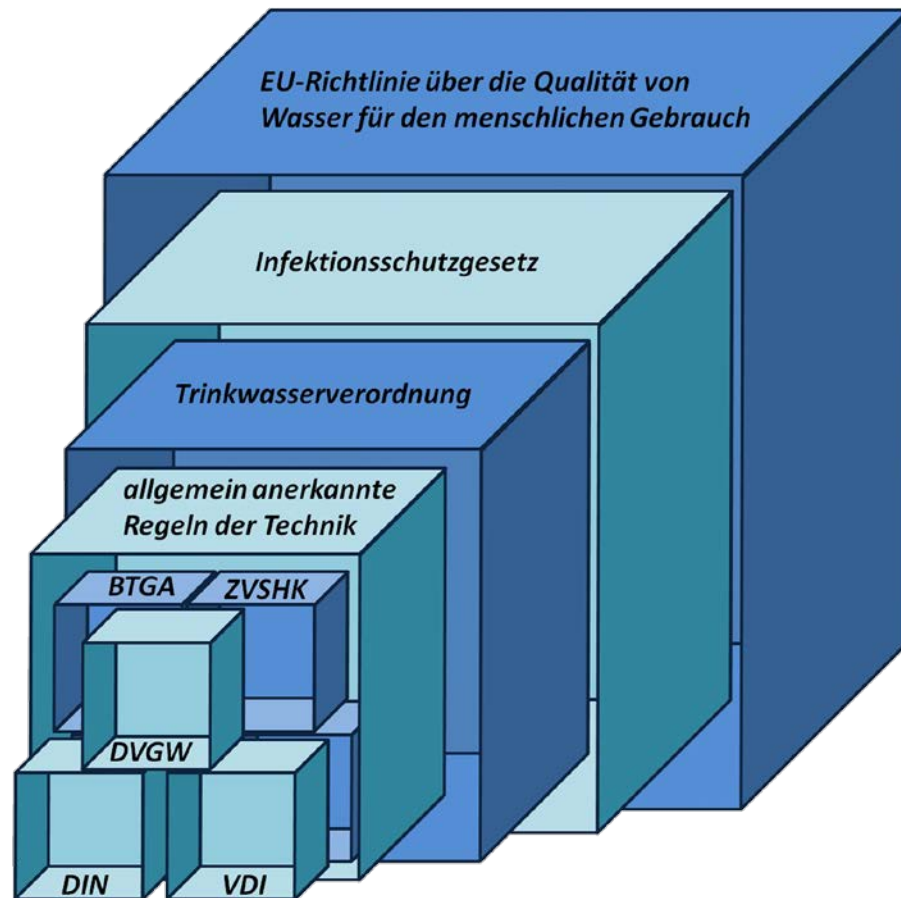 EU-Richtlinie über die Qualität von
Wasser für den menschlichen Gebrauch
Infektionsschutzgesetz
Trinkwasserverordnung
allgemein anerkannte
Regeln der Technik
BTGA
ZVSHK
DVGW
DIN
VDI